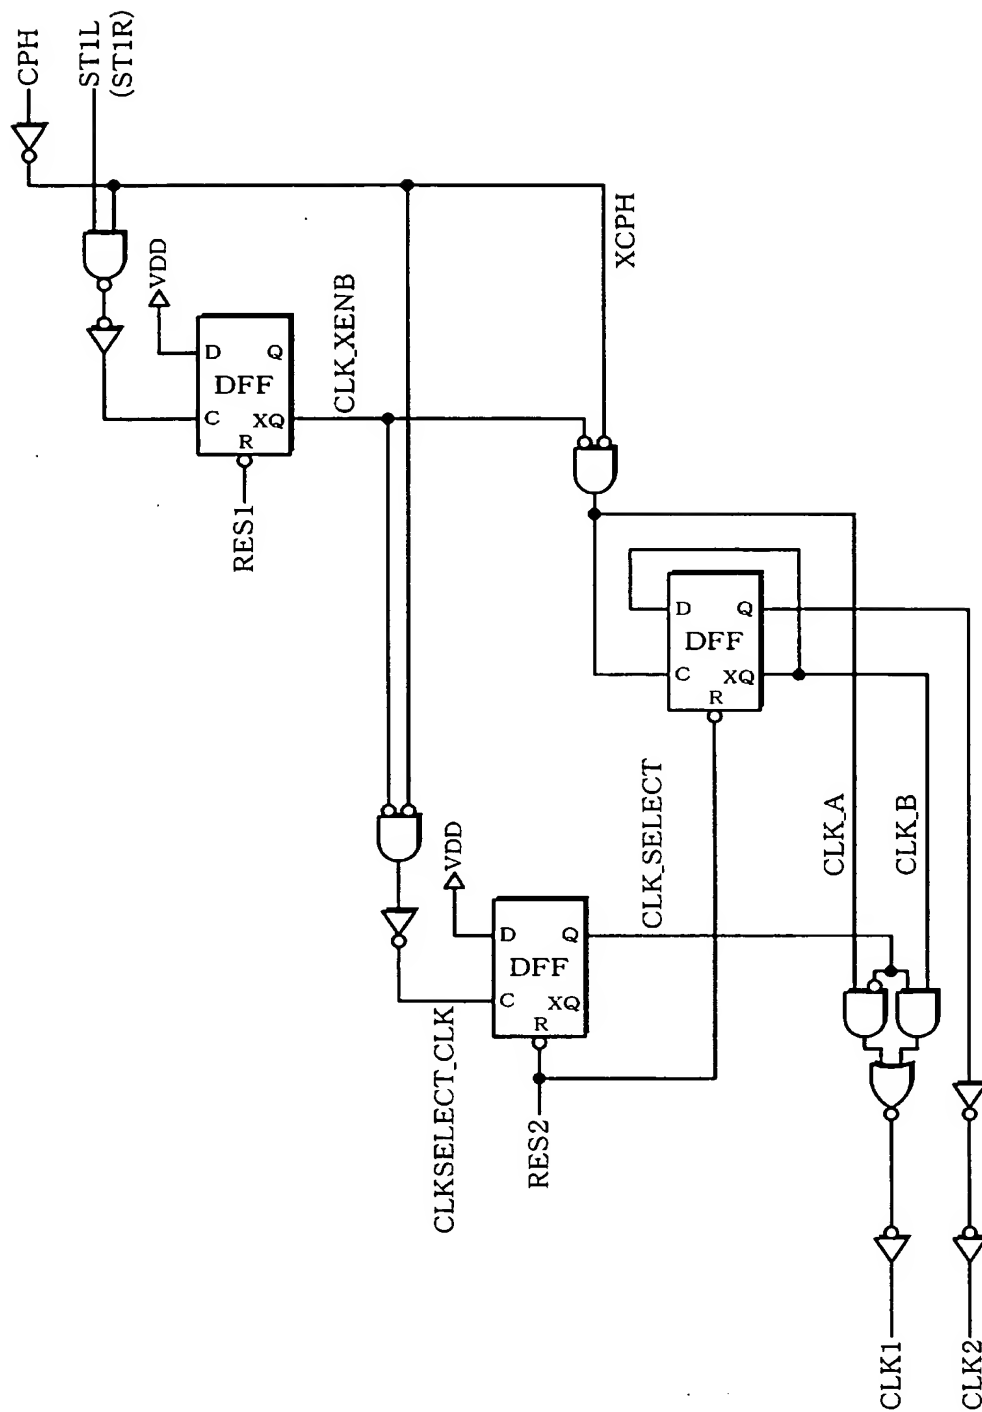 CPH
ST1L
(ST1R)
VDD
D
Q
DFF
C
XQ
R
RES1
CLK_XENB
XCPH
D
Q
DFF
C
XQ
R
VDD
D
Q
DFF
C
XQ
R
CLKSELECT_CLK
RES2
CLK_SELECT
CLK_A
CLK_B
CLK1
CLK2